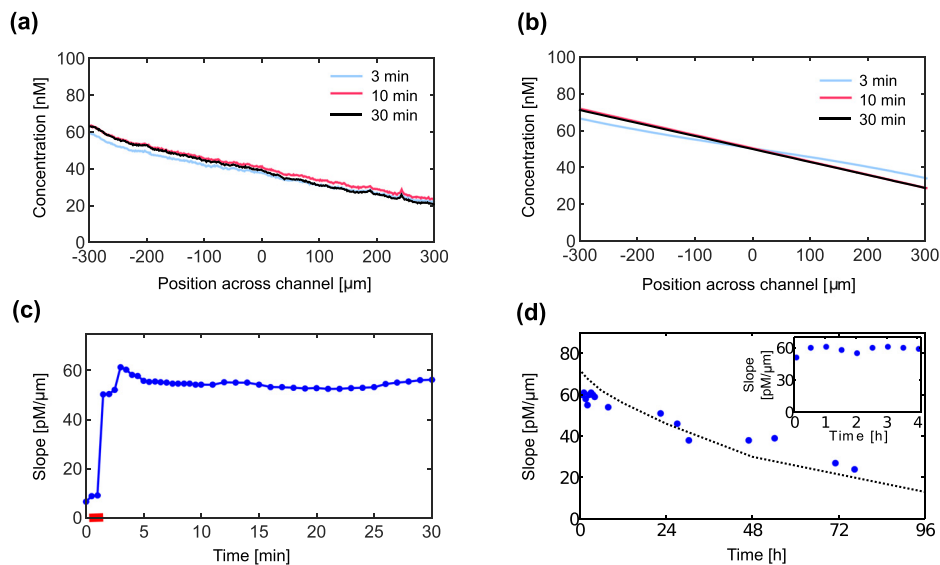 (a)
100
80
60
40
20
0
Concentration [nM]
3 min
10 min
30 min
-300 -200 -100 0 100 200 300
Position across channel [µm]
(b)
100
80
60
40
20
0
Concentration [nM]
3 min
10 min
30 min
-300 -200 -100 0 100 200 300
Position across channel [µm]
(c)
60
40
20
0
Slope [pM/µm]
0 5 10 15 20 25 30
Time [min]
(d)
80
60
40
20
0
Slope [pM/µm]
0 24 48 72 96
Time [h]
60
30
0
Slope
[pM/µm]
0 1 2 3 4
Time [h]